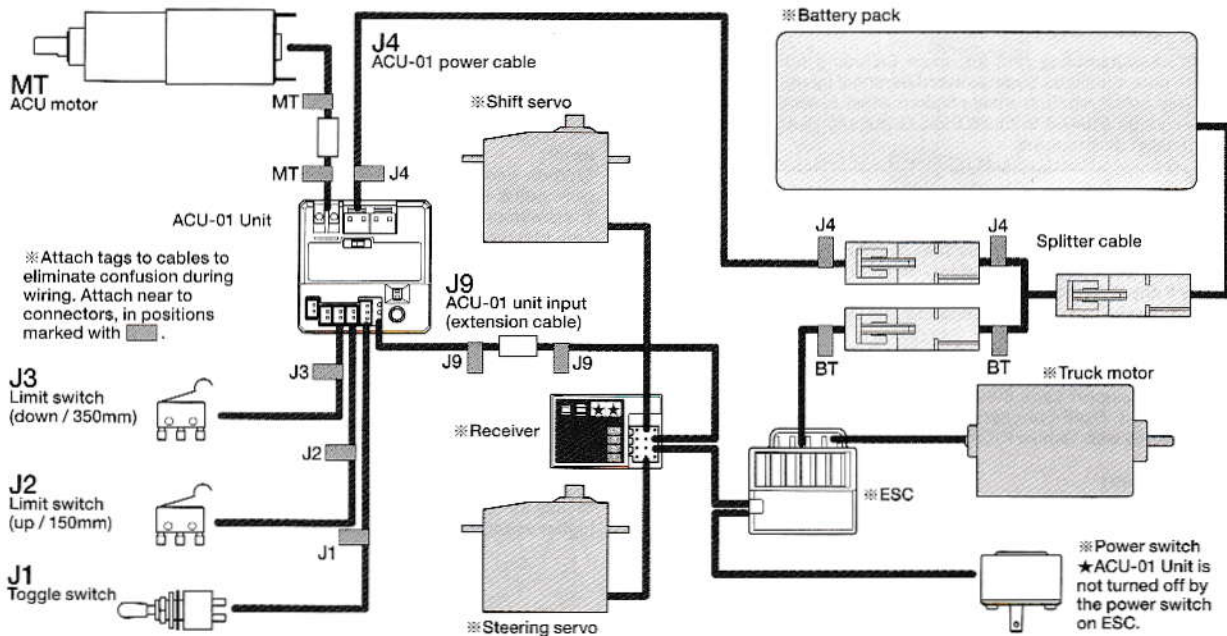 MT
ACU motor
MT
MT
J4
ACU-01 power cable
J4
※Battery pack
※Shift servo
ACU-01 Unit
※Attach tags to cables to
eliminate confusion during
wiring. Attach near to
connectors, in positions
marked with .
J9
ACU-01 unit input
(extension cable)
J9
J9
J4
J4
Splitter cable
BT
BT
J3
Limit switch
(down / 350mm)
J3
※Receiver
★★
※Truck motor
J2
Limit switch
(up / 150mm)
J2
※ESC
J1
Toggle switch
J1
※Steering servo
※Power switch
★ACU-01 Unit is
not turned off by
the power switch
on ESC.